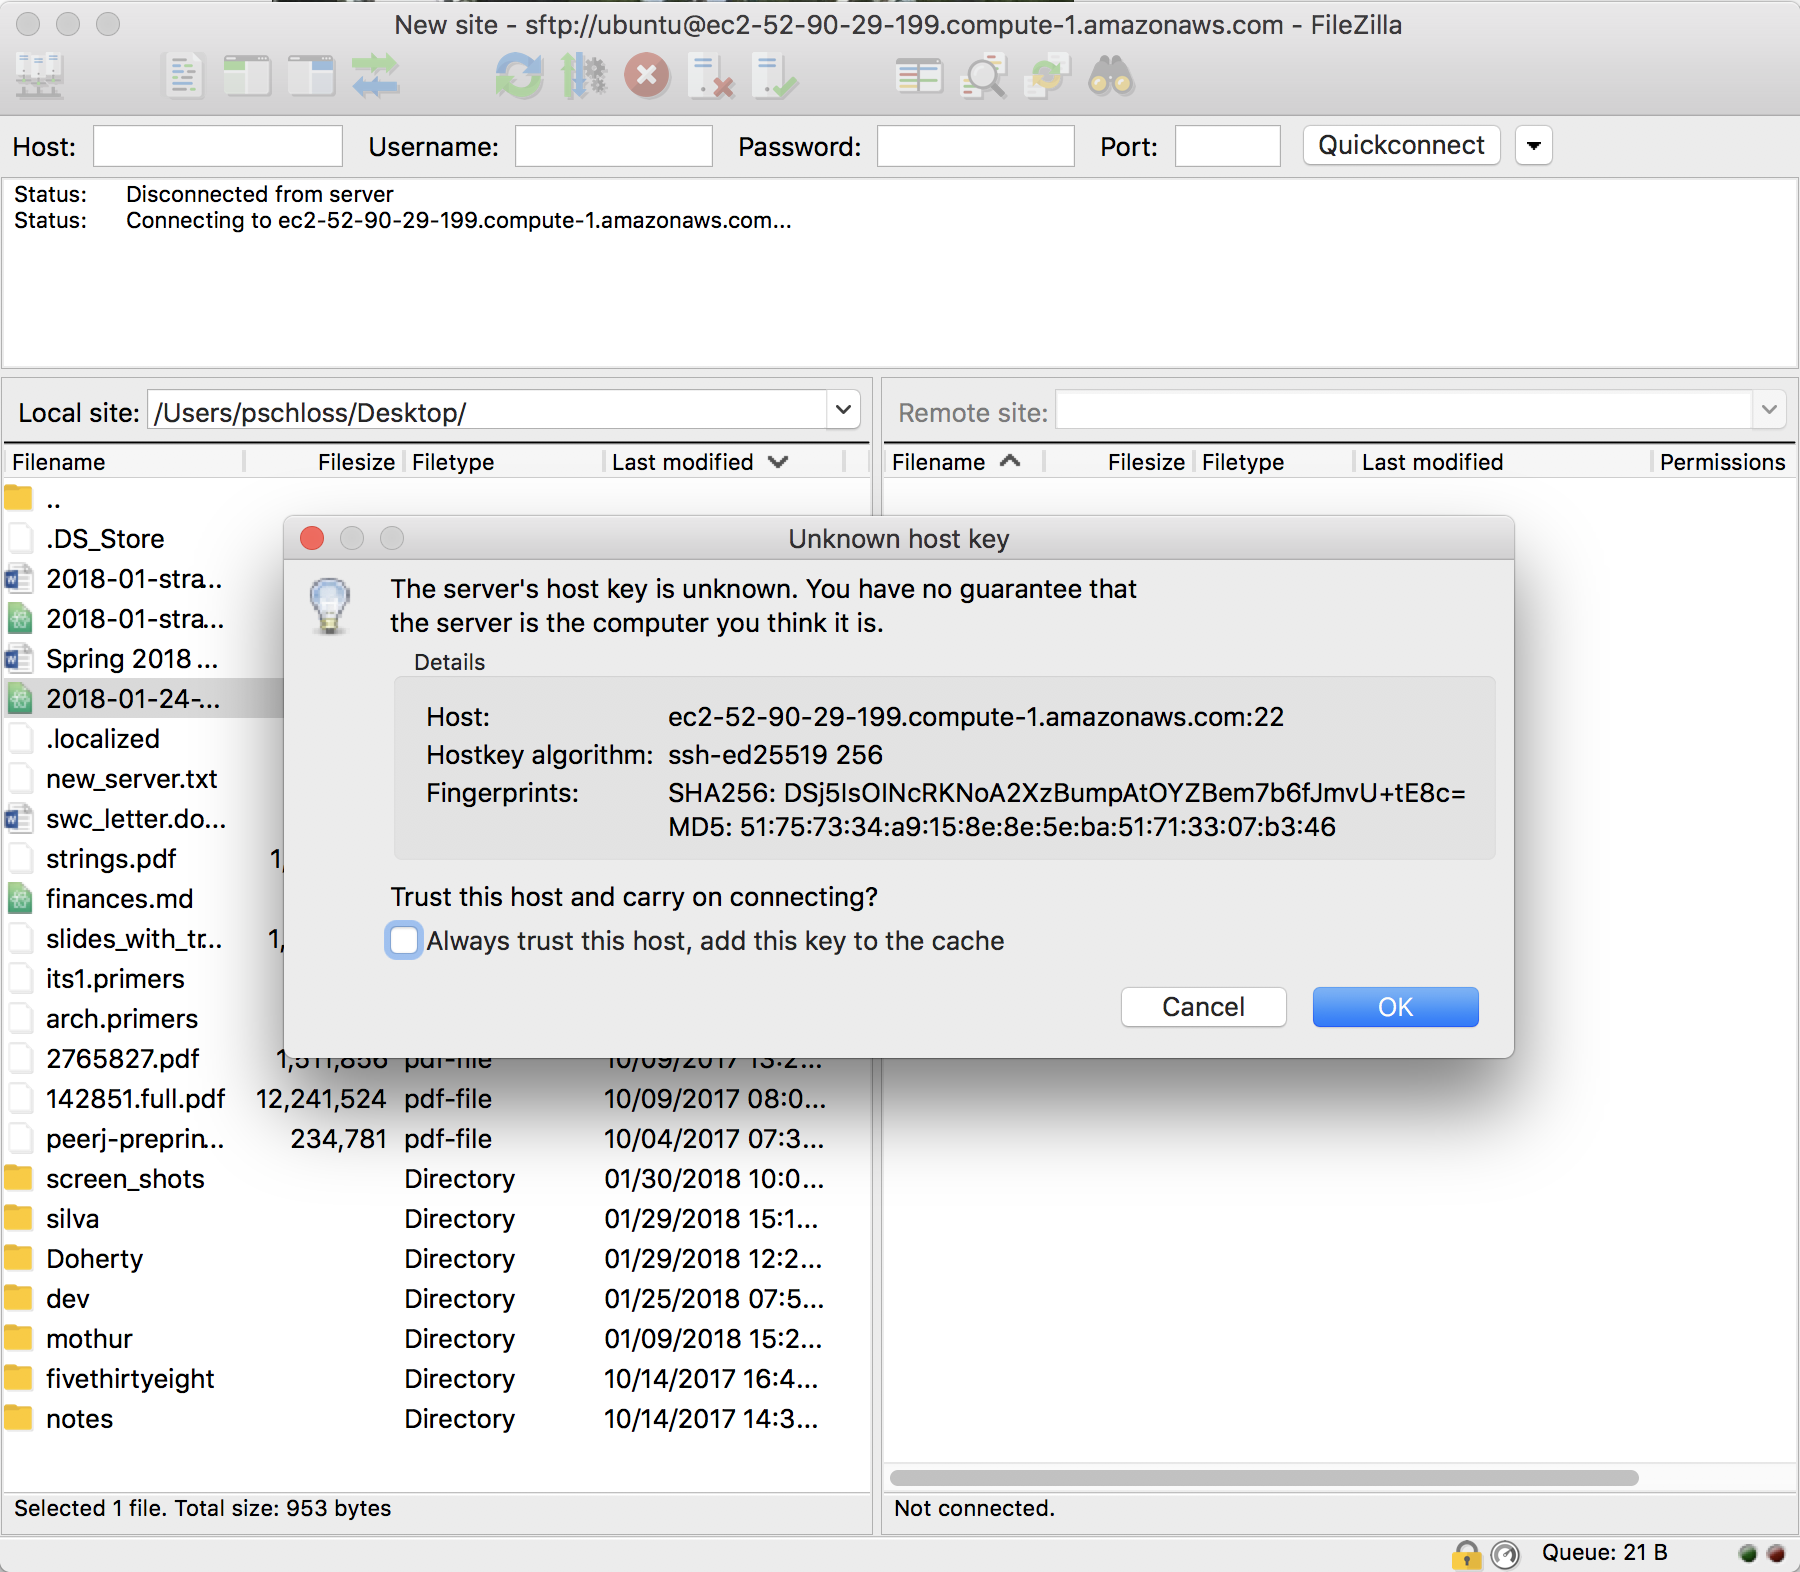 New site - sftp://ubuntu@ec2-52-90-29-199.compute-1.amazonaws.com - FileZilla
Host: Username: Password: Port: Quickconnect
Status: Disconnected from server
Status: Connecting to ec2-52-90-29-199.compute-1.amazonaws.com...
Local site: /Users/pschloss/Desktop/
Remote site:
Filename Filesize Filetype Last modified
Filename Filesize Filetype Last modified Permissions
..
.DS_Store
2018-01-stra...
2018-01-stra...
Spring 2018 ...
2018-01-24-...
.localized
new_server.txt
swc_letter.do...
strings.pdf 1,
finances.md
slides_with_tr... 1,
its1.primers
arch.primers
2765827.pdf 1,511,856 pdf-file 10/09/2017 13:2...
142851.full.pdf 12,241,524 pdf-file 10/09/2017 08:0...
peerj-preprin... 234,781 pdf-file 10/04/2017 07:3...
screen_shots Directory 01/30/2018 10:0...
silva Directory 01/29/2018 15:1...
Doherty Directory 01/29/2018 12:2...
dev Directory 01/25/2018 07:5...
mothur Directory 01/09/2018 15:2...
fivethirtyeight Directory 10/14/2017 16:4...
notes Directory 10/14/2017 14:3...
Unknown host key
The server's host key is unknown. You have no guarantee that
the server is the computer you think it is.
Details
Host: ec2-52-90-29-199.compute-1.amazonaws.com:22
Hostkey algorithm: ssh-ed25519 256
Fingerprints: SHA256: DSj5IsOINcRKNoA2XzBumpAtOYZBem7b6fJmvU+tE8c=
MD5: 51:75:73:34:a9:15:8e:8e:5e:ba:51:71:33:07:b3:46
Trust this host and carry on connecting?
Always trust this host, add this key to the cache
Cancel OK
Selected 1 file. Total size: 953 bytes
Not connected.
Queue: 21 B